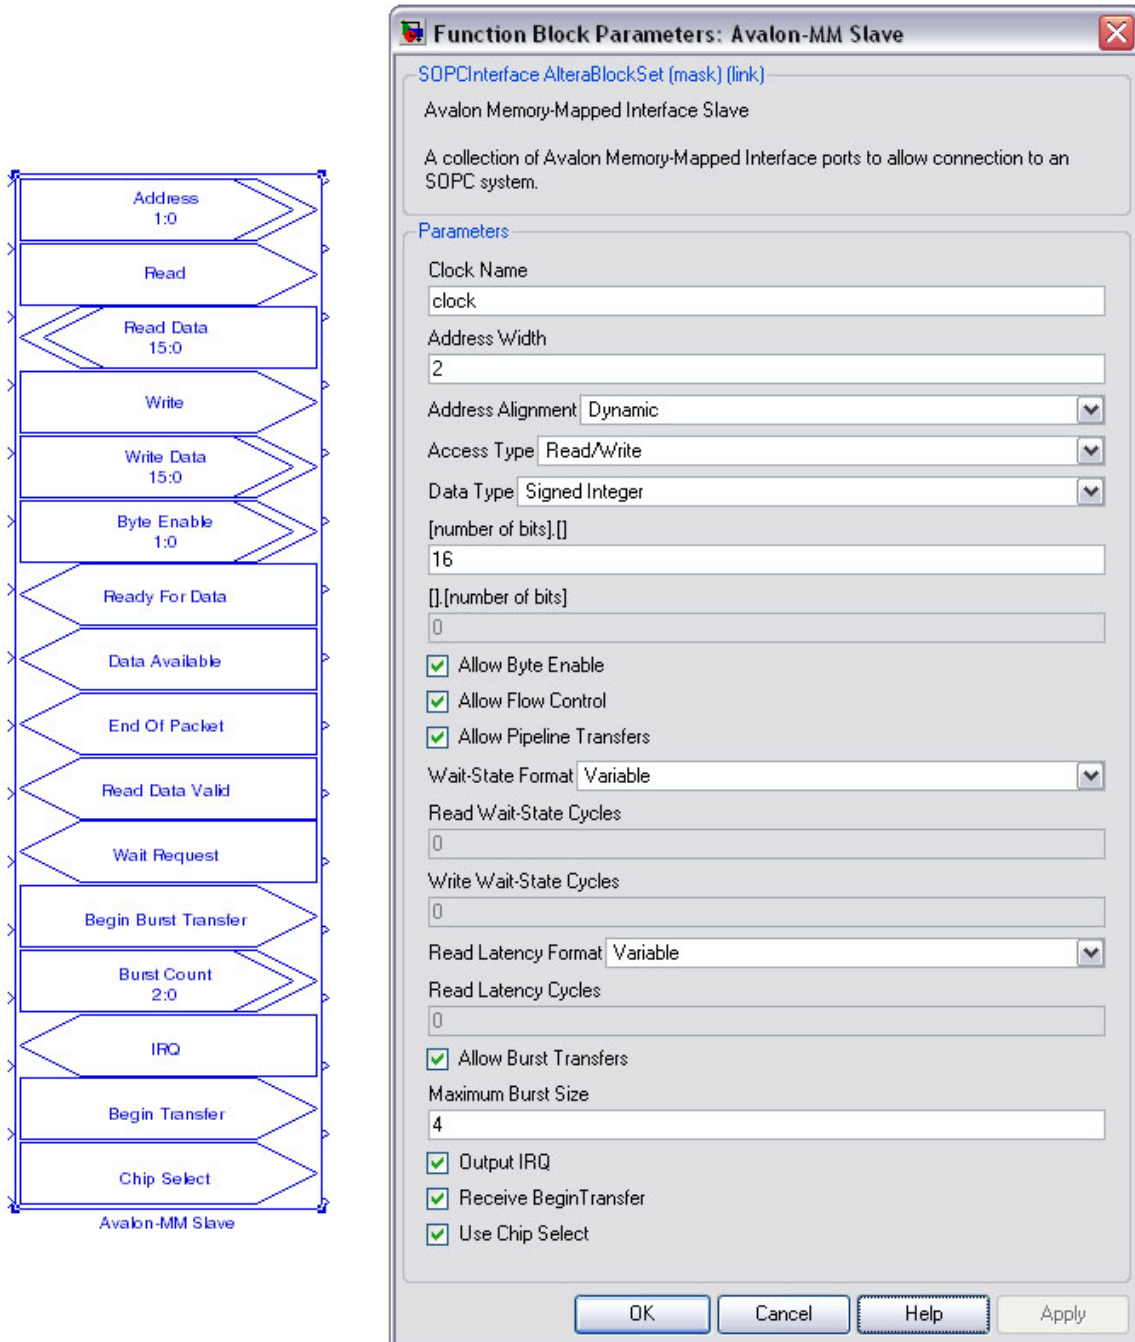 Address
1:0
Read
Read Data
15:0
Write
Write Data
15:0
Byte Enable
1:0
Ready For Data
Data Available
End Of Packet
Read Data Valid
Wait Request
Begin Burst Transfer
Burst Count
2:0
IRQ
Begin Transfer
Chip Select
Avalon-MM Slave
Function Block Parameters: Avalon-MM Slave
SOPCInterface AlteraBlockSet (mask) (link)
Avalon Memory-Mapped Interface Slave
A collection of Avalon Memory-Mapped Interface ports to allow connection to an
SOPC system.
Parameters
Clock Name
clock
Address Width
2
Address Alignment Dynamic
Access Type Read/Write
Data Type Signed Integer
[number of bits].[]
16
[].[number of bits]
0
Allow Byte Enable
Allow Flow Control
Allow Pipeline Transfers
Wait-State Format Variable
Read Wait-State Cycles
0
Write Wait-State Cycles
0
Read Latency Format Variable
Read Latency Cycles
0
Allow Burst Transfers
Maximum Burst Size
4
Output IRQ
Receive BeginTransfer
Use Chip Select
OK Cancel Help Apply